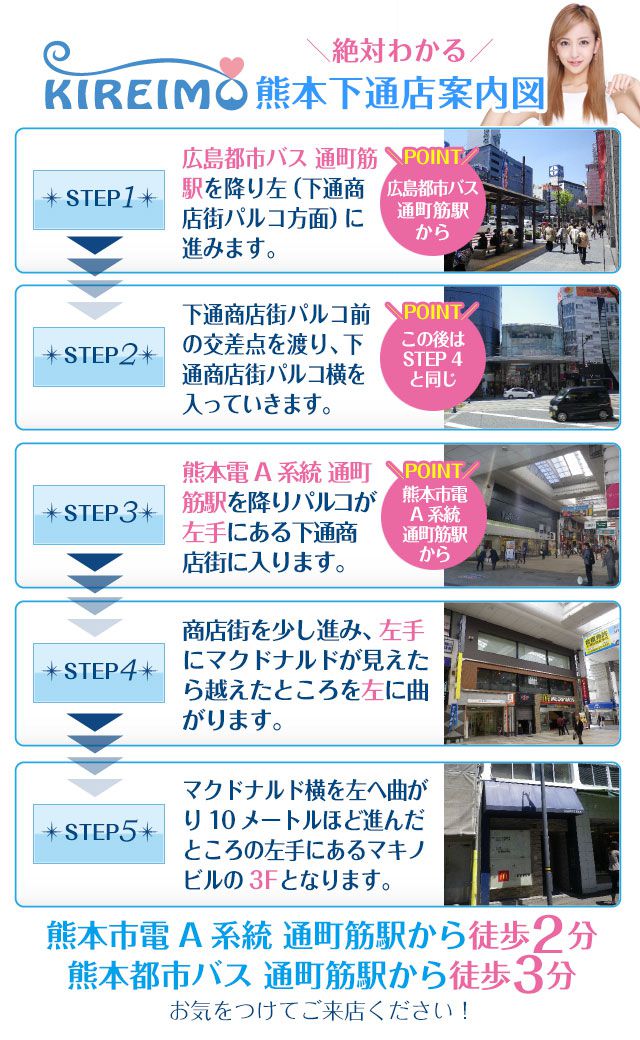 ＼絶対わかる／
KIREIMO 熊本下通店案内図
STEP1
広島都市バス 通町筋
駅を降り左（下通商
店街パルコ方面）に
進みます。
POINT
広島都市バス
通町筋駅
から
STEP2
下通商店街パルコ前
の交差点を渡り、下
通商店街パルコ横を
入っていきます。
POINT
この後は
STEP 4
と同じ
STEP3
熊本電 A 系統 通町
筋駅を降りパルコが
左手にある下通商
店街に入ります。
POINT
熊本市電
A 系統
通町筋駅
から
STEP4
商店街を少し進み、左手
にマクドナルドが見えた
ら越えたところを左に曲
がります。
STEP5
マクドナルド横を左へ曲が
り 10 メートルほど進んだ
ところの左手にあるマキノ
ビルの 3F となります。
熊本市電 A 系統 通町筋駅から徒歩2分
熊本都市バス 通町筋駅から徒歩3分
お気をつけてご来店ください！